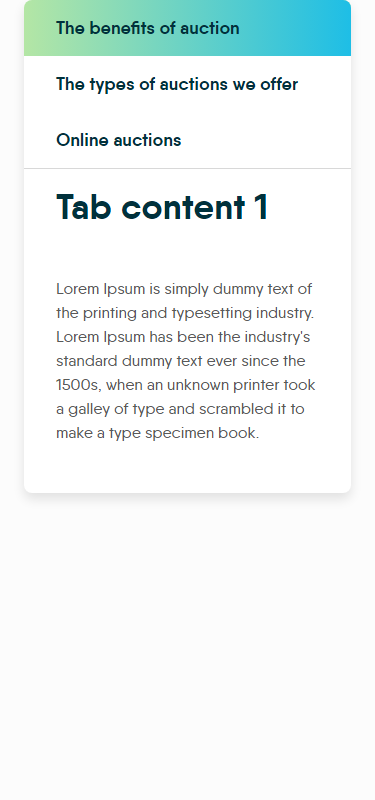 The benefits of auction
The types of auctions we offer
Online auctions
Tab content 1
Lorem Ipsum is simply dummy text of
the printing and typesetting industry.
Lorem Ipsum has been the industry's
standard dummy text ever since the
1500s, when an unknown printer took
a galley of type and scrambled it to
make a type specimen book.